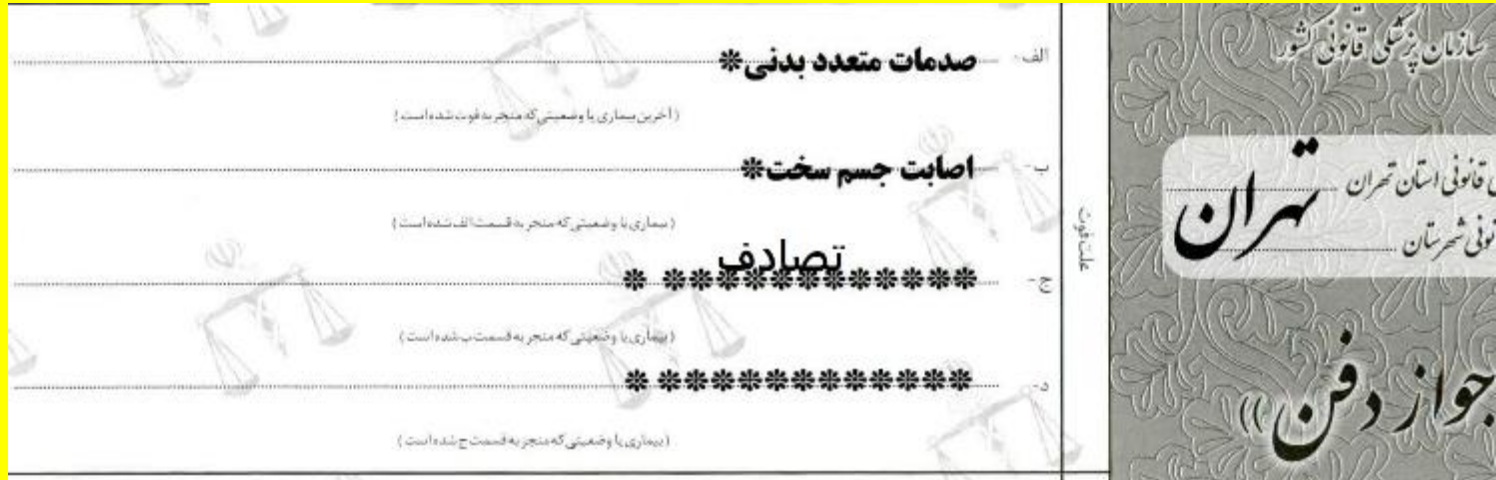 سازمان پزشکی قانونی کشور
قانونی استان تهران
تهران
شهرستان
جواز دفن))
علت فوت
الف- صدمات متعدد بدنی*
(آخرین بیماری یا وضعیتی که منجر به فوت شده است)
ب- اصابت جسم سخت*
(بیماری یا وضعیتی که منجر به قسمت الف شده است)
تصادف
ج- ************ *
(بیماری یا وضعیتی که منجر به قسمت ب شده است)
د- ************ *
(بیماری یا وضعیتی که منجر به قسمت ج شده است)